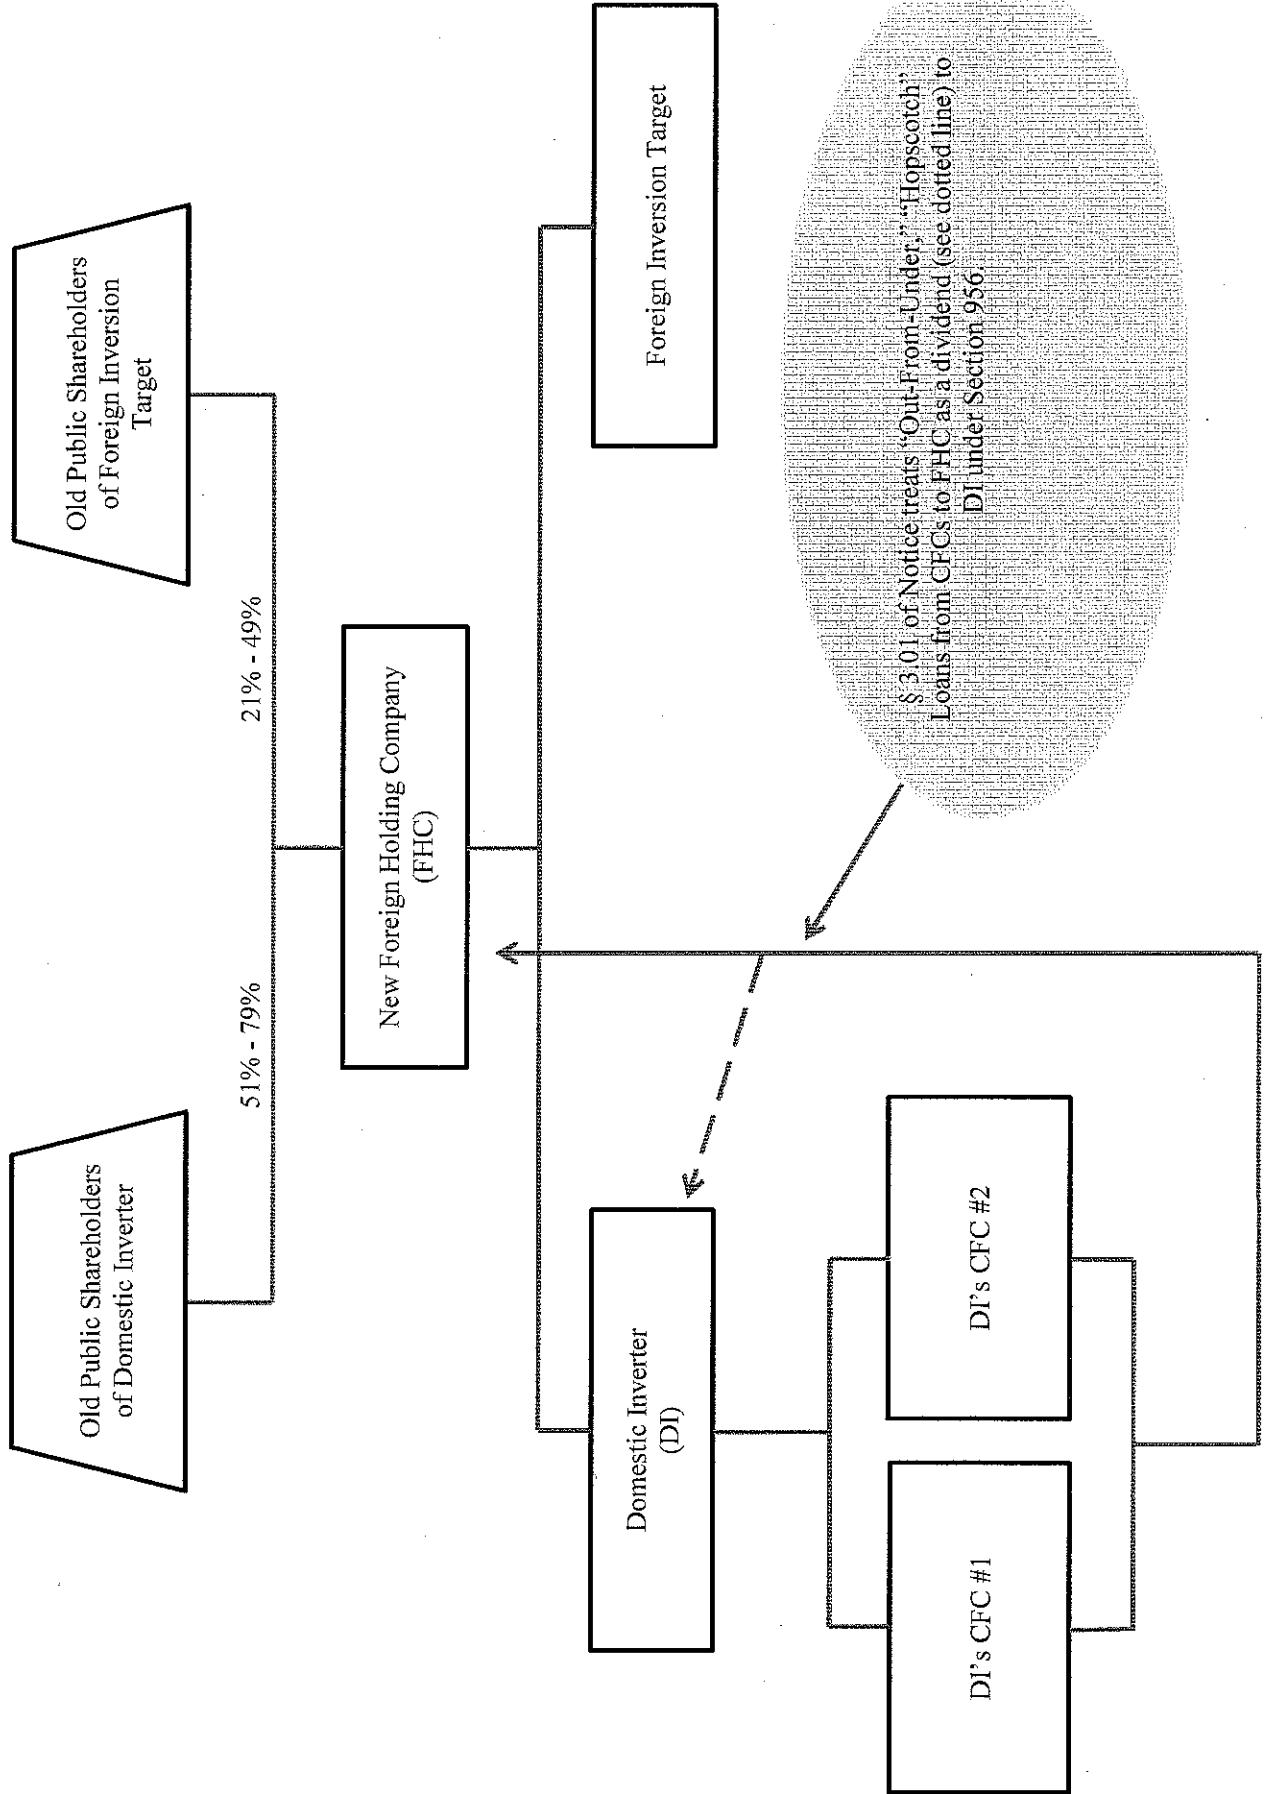 Old Public Shareholders
of Domestic Inverter
Old Public Shareholders
of Foreign Inversion
Target
51% - 79%
21% - 49%
New Foreign Holding Company
(FHC)
Domestic Inverter
(DI)
Foreign Inversion Target
DI's CFC #1
DI's CFC #2
§ 3.01 of Notice treats “Out-From-Under,” “Hopscotch”
Loans from CFCs to FHC as a dividend (see dotted line) to
DI under Section 956.